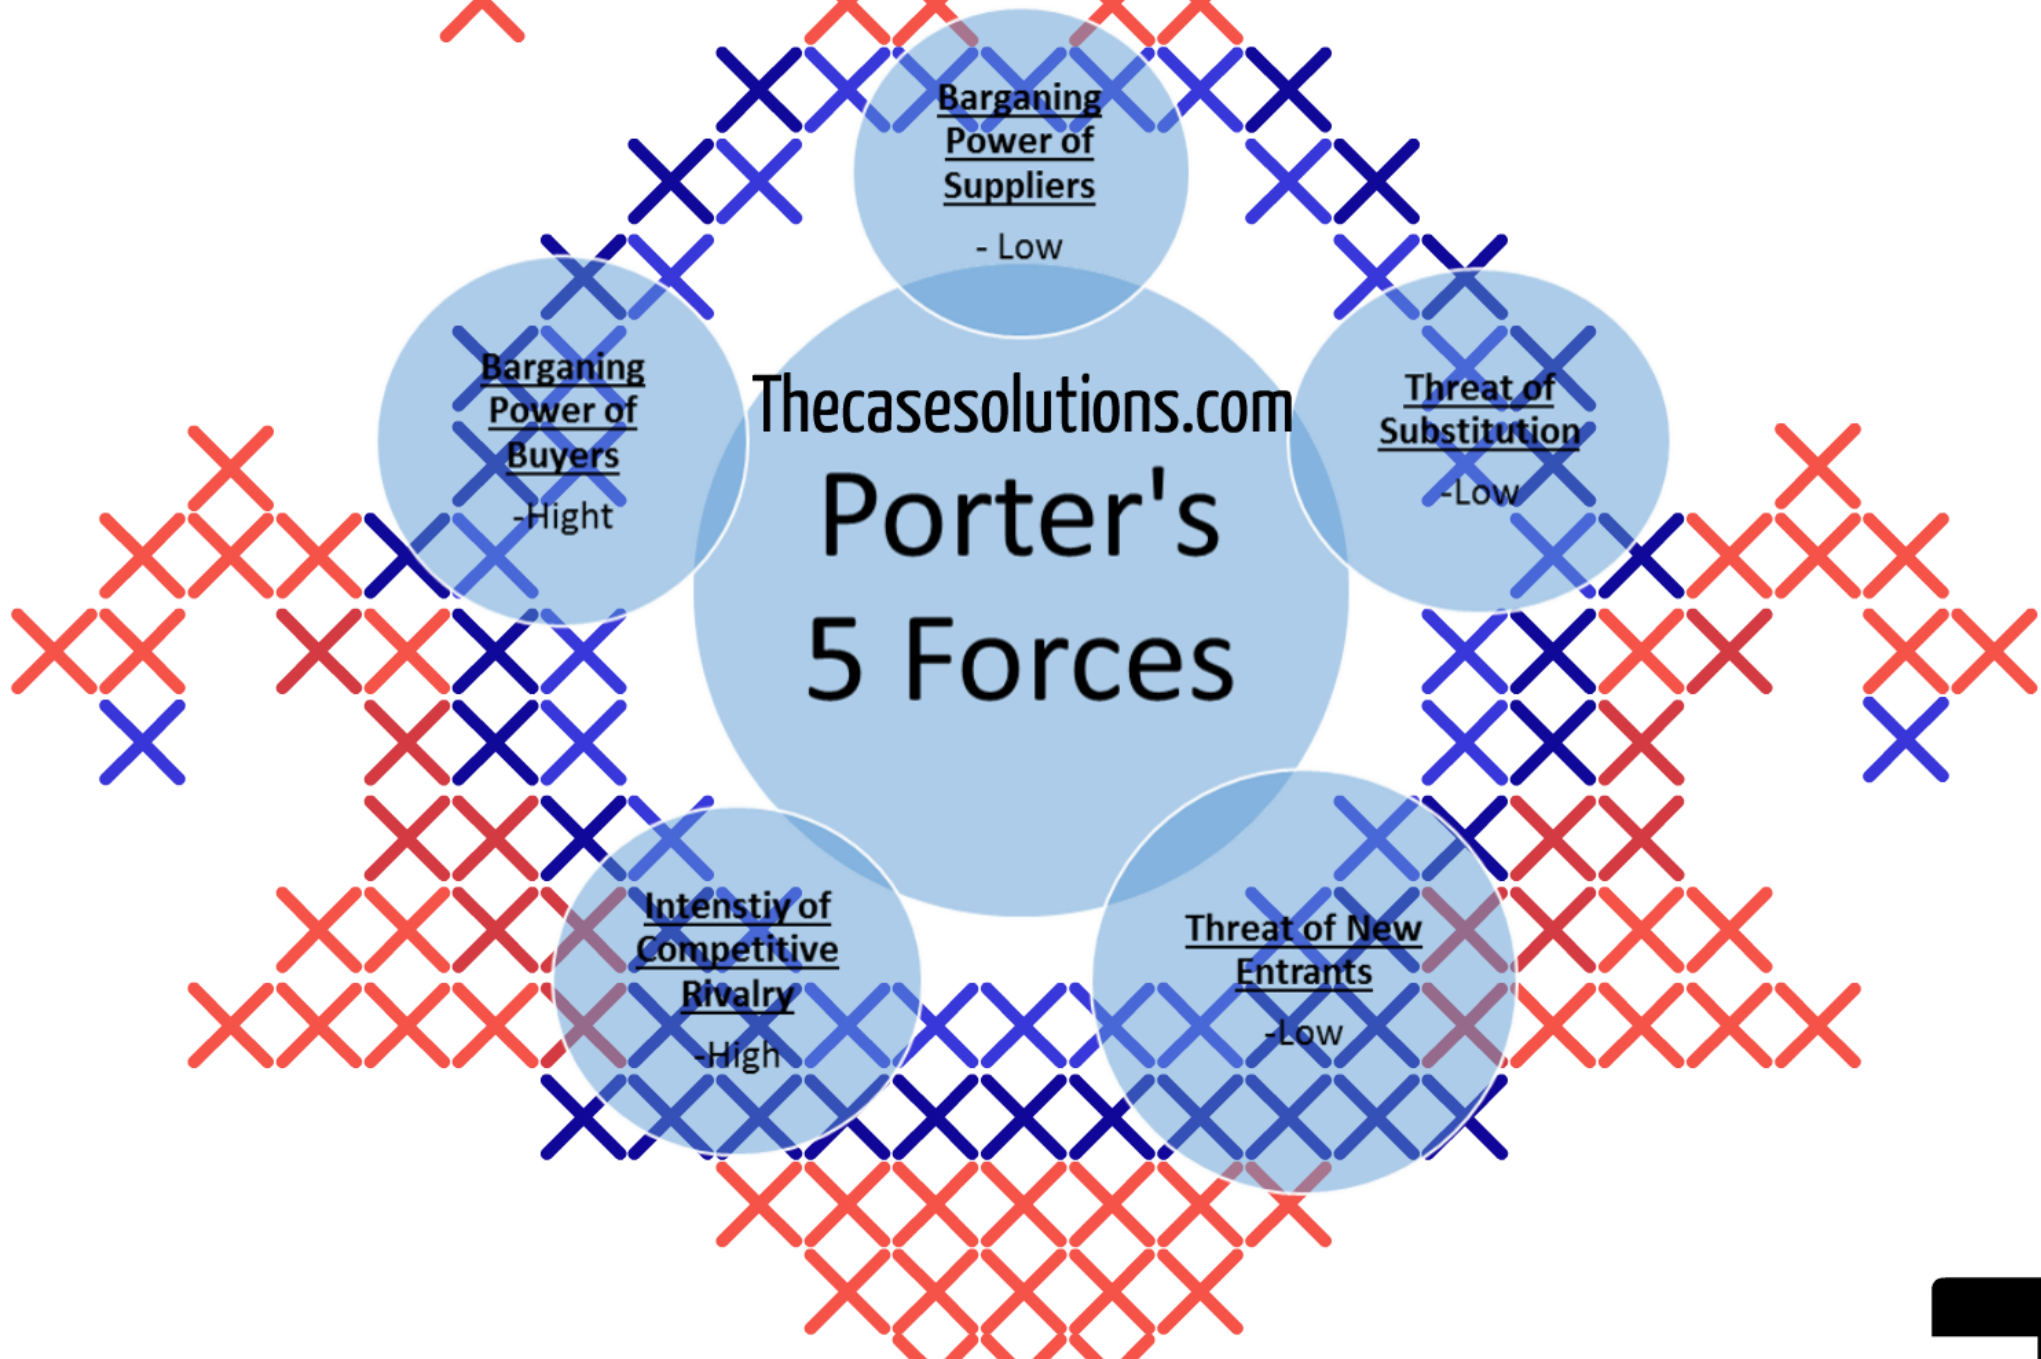 Barganing
Power of
Suppliers
- Low
Barganing
Power of
Buyers
-Hight
Thecasesolutions.com
Porter's
5 Forces
Threat of
Substitution
-Low
Intenstiy of
Competitive
Rivalry
-High
Threat of New
Entrants
-Low